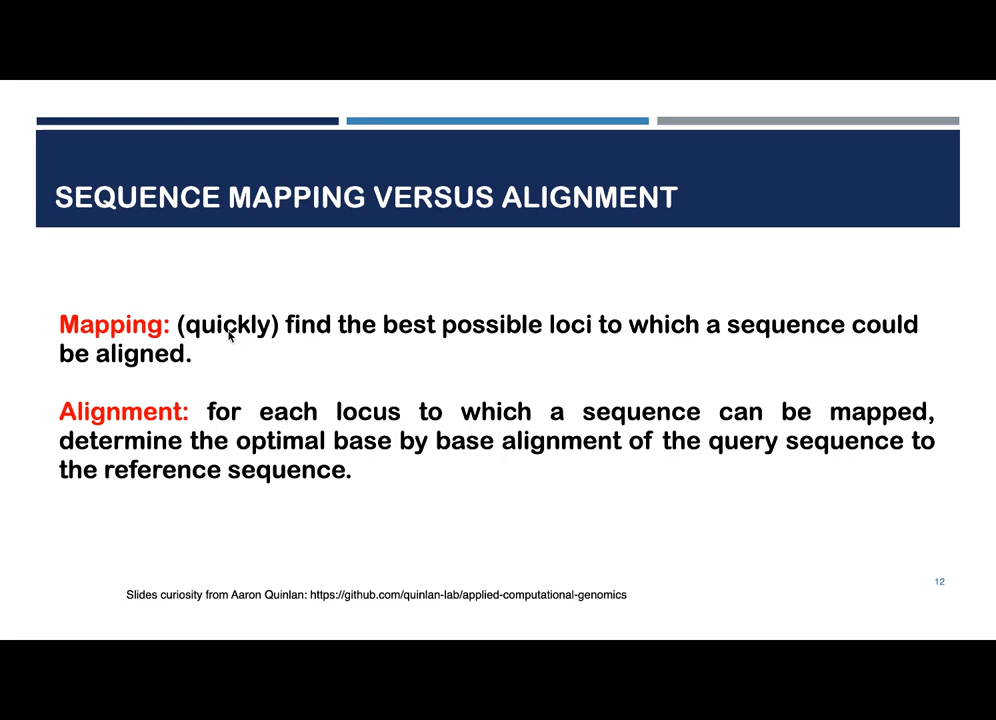 SEQUENCE MAPPING VERSUS ALIGNMENT
Mapping: (quickly) find the best possible loci to which a sequence could
be aligned.
Alignment: for each locus to which a sequence can be mapped,
determine the optimal base by base alignment of the query sequence to
the reference sequence.
12
Slides curiosity from Aaron Quinlan: https://github.com/quinlan-lab/applied-computational-genomics